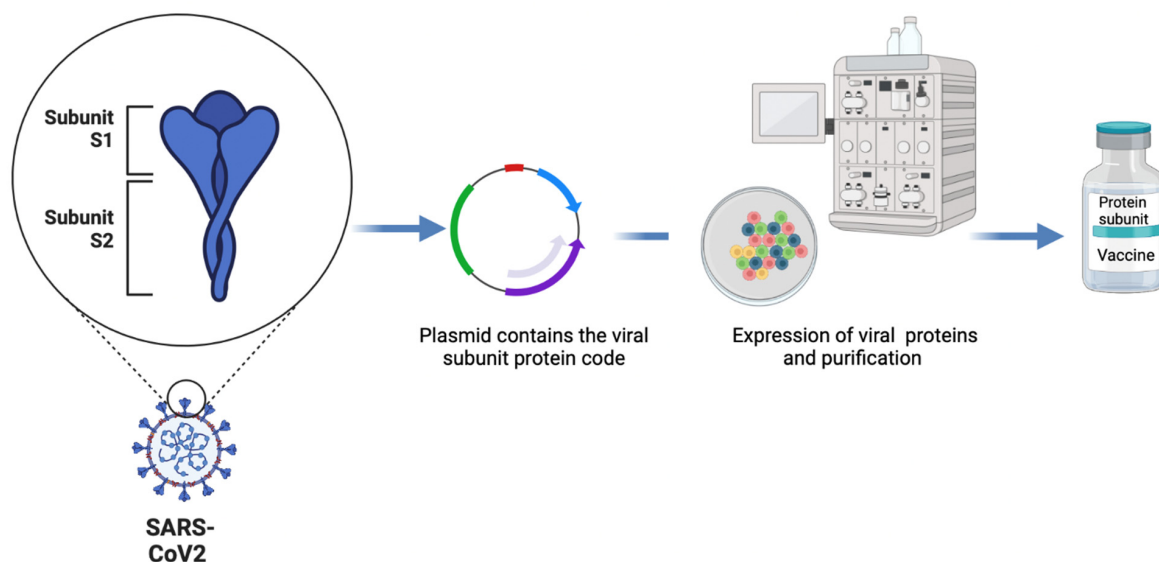 Subunit
S1
Subunit
S2
SARS-
CoV2
Plasmid contains the viral
subunit protein code
Expression of viral proteins
and purification
Protein
subunit
Vaccine